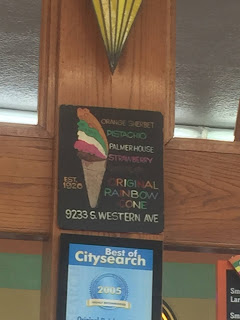 ORANGE SHERBET
PISTACHIO
PALMER HOUSE
STRAWBERRY
EST.
1926
ORIGINAL
RAINBOW
CONE
9233 S. WESTERN AVE
Best of
Citysearch
2005